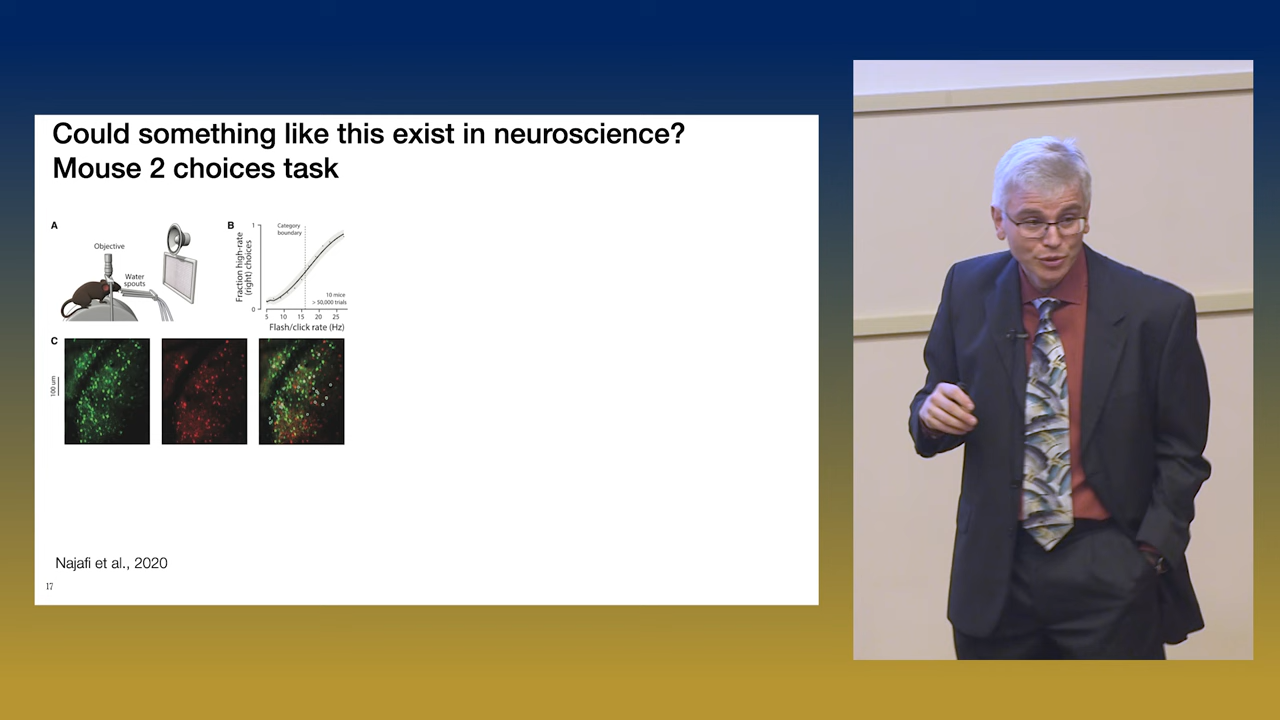 Could something like this exist in neuroscience?
Mouse 2 choices task
A
Objective
Water
spouts
B
Fraction high-rate
(right) choices
1
0
Category
boundary
10 mice
> 50,000 trials
5 10 15 20 25
Flash/click rate (Hz)
C
100 um
Najafi et al., 2020
17